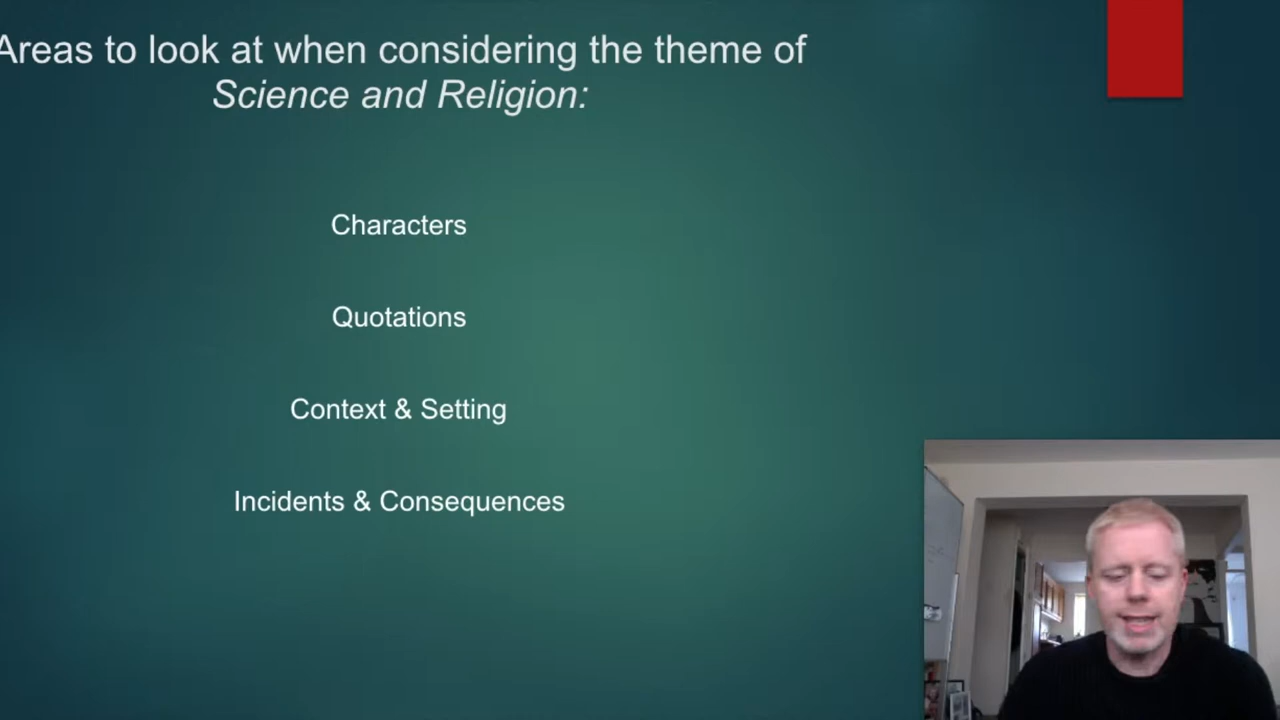 Areas to look at when considering the theme of
Science and Religion:
Characters
Quotations
Context & Setting
Incidents & Consequences